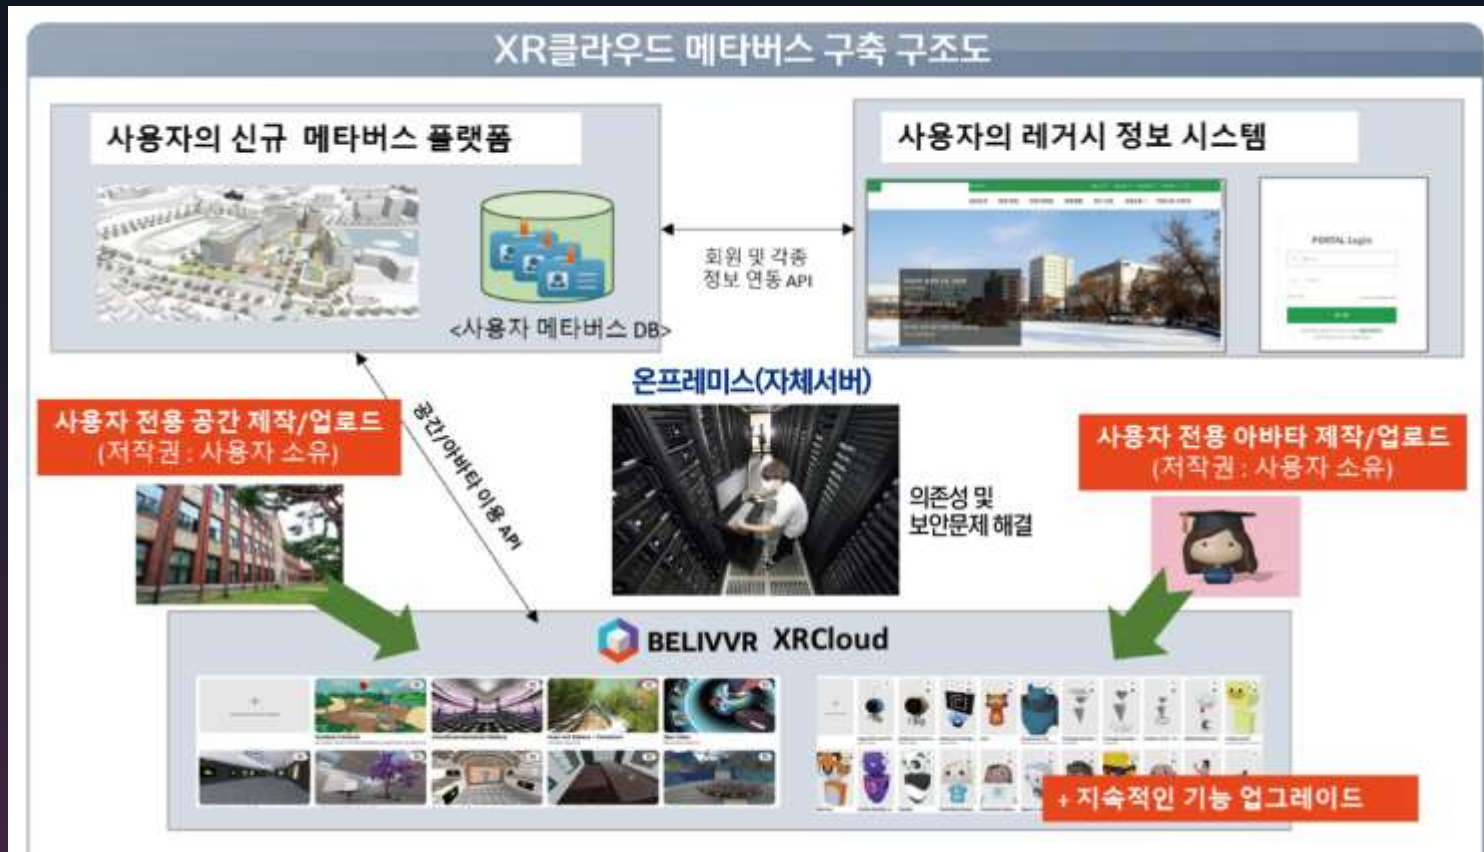 XR클라우드 메타버스 구축 구조도
사용자의 신규 메타버스 플랫폼
사용자의 레거시 정보 시스템
PORTAL Login
회원 및 각종
정보 연동 API
<사용자 메타버스 DB>
온프레미스(자체서버)
사용자 전용 공간 제작/업로드
(저작권 : 사용자 소유)
공간/아바타 이용 API
사용자 전용 아바타 제작/업로드
(저작권 : 사용자 소유)
의존성 및
보안문제 해결
BELIVVR XRCloud
+ 지속적인 기능 업그레이드